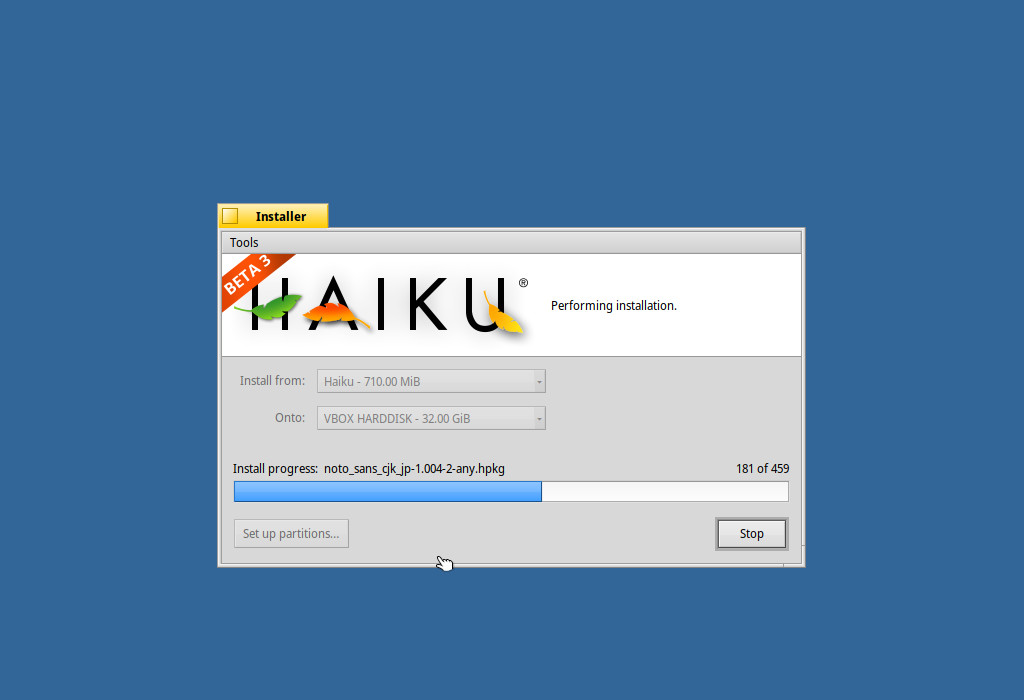 Installer
Tools
BETA 3
HAIKU®
Performing installation.
Install from: Haiku - 710.00 MiB
Onto: VBOX HARDDISK - 32.00 GiB
Install progress: noto_sans_cjk_jp-1.004-2-any.hpkg 181 of 459
Set up partitions... Stop